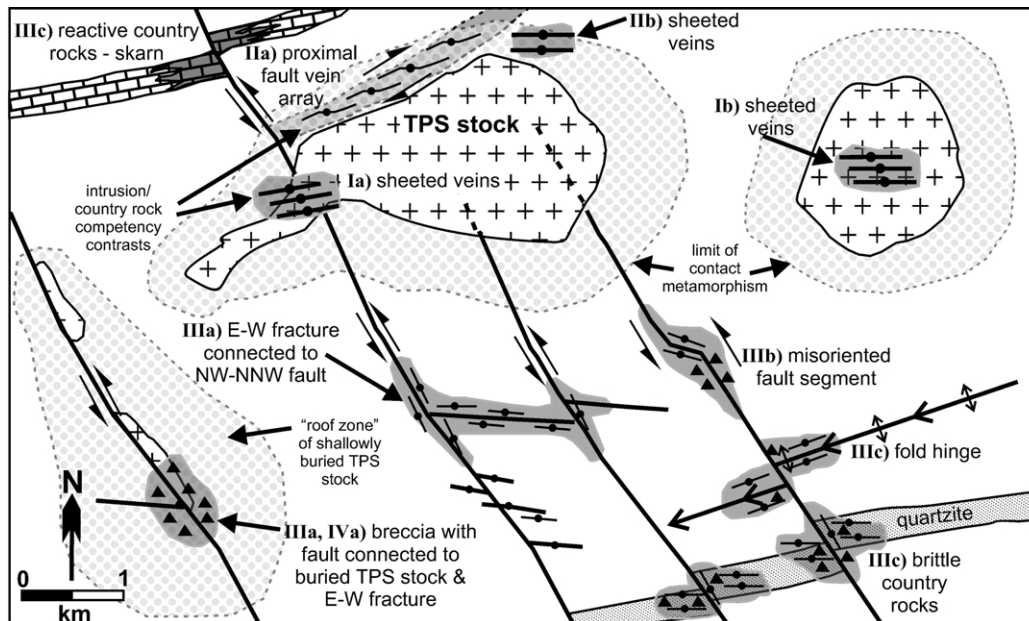 IIIc) reactive country
rocks - skarn
IIa) proximal
fault vein
array
IIb) sheeted
veins
TPS stock
Ib) sheeted
veins
Ia) sheeted veins
intrusion/
country rock
competency
contrasts
limit of
contact
metamorphism
IIIa) E-W fracture
connected to
NW-NNW fault
IIIb) misoriented
fault segment
"roof zone"
of shallowly
buried TPS
stock
IIIc) fold hinge
N
quartzite
IIIa, IVa) breccia with
fault connected to
buried TPS stock &
E-W fracture
IIIc) brittle
country
rocks
0 1
km